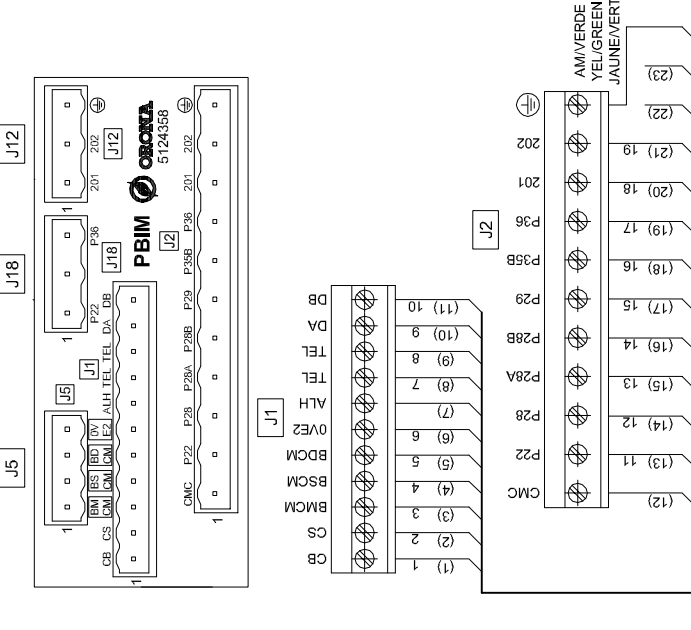 AM/VERDE
YEL/GREEN
JAUNE/VERT
J12
J18
J5
1
202
201
J12
ORONA
5124358
PBIM
1
P36
P22
J18
J2
1
0V
E2
BD
CM
BS
CM
BM
CM
J5
J1
DB
DA
TEL
TEL
ALH
CS
CB
1
202
201
P36
P35B
P29
P28B
P28A
P28
P22
CMC
1
J1
DB 10 (11)
DA 9 (10)
TEL 8 (9)
TEL 7 (8)
ALH (7)
0VE2 6 (6)
BDCM 5 (5)
BSCM 4 (4)
BMCM 3 (3)
CS 2 (2)
CB 1 (1)
J2
(23)
(22)
202 19 (21)
201 18 (20)
P36 17 (19)
P35B 16 (18)
P29 15 (17)
P28B 14 (16)
P28A 13 (15)
P28 12 (14)
P22 11 (13)
CMC (12)